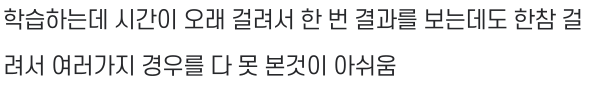 학습하는데 시간이 오래 걸려서 한 번 결과를 보는데도 한참 걸
려서 여러가지 경우를 다 못 본것이 아쉬움